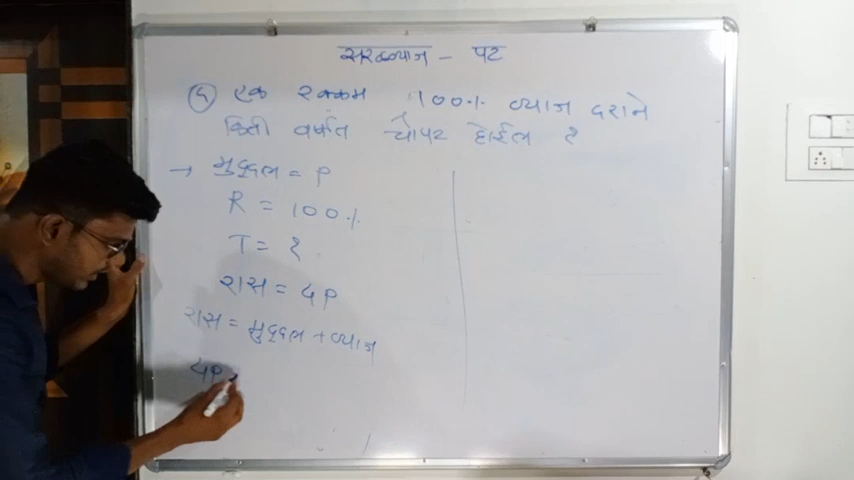 सरळव्याज - पट
५ एक रक्कम 100% व्याज दराने
किती वर्षात चौपट होईल ?
→ मुद्दल = P
R = 100%
T = ?
रास = 4P
रास = मुद्दल + व्याज
4P